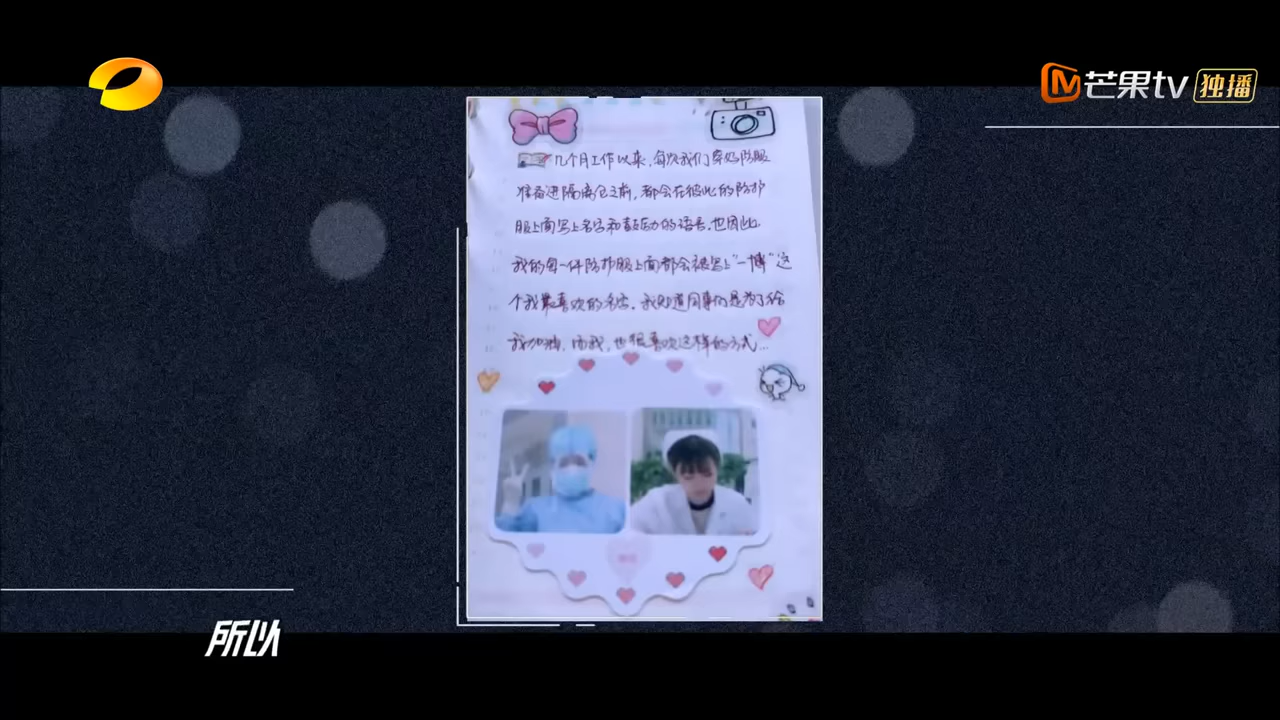 芒果tv 独播
几个月工作以来，每次我们穿好防服
准备进隔离仓之前，都会在彼此的防护
服上面写上名字和鼓励的语言，也因此
我的每一件防护服上面都会被写上“一博”这
个我最喜欢的名字，我知道同事们是为了给
我加油，而我，也很喜欢这样的方式...
所以